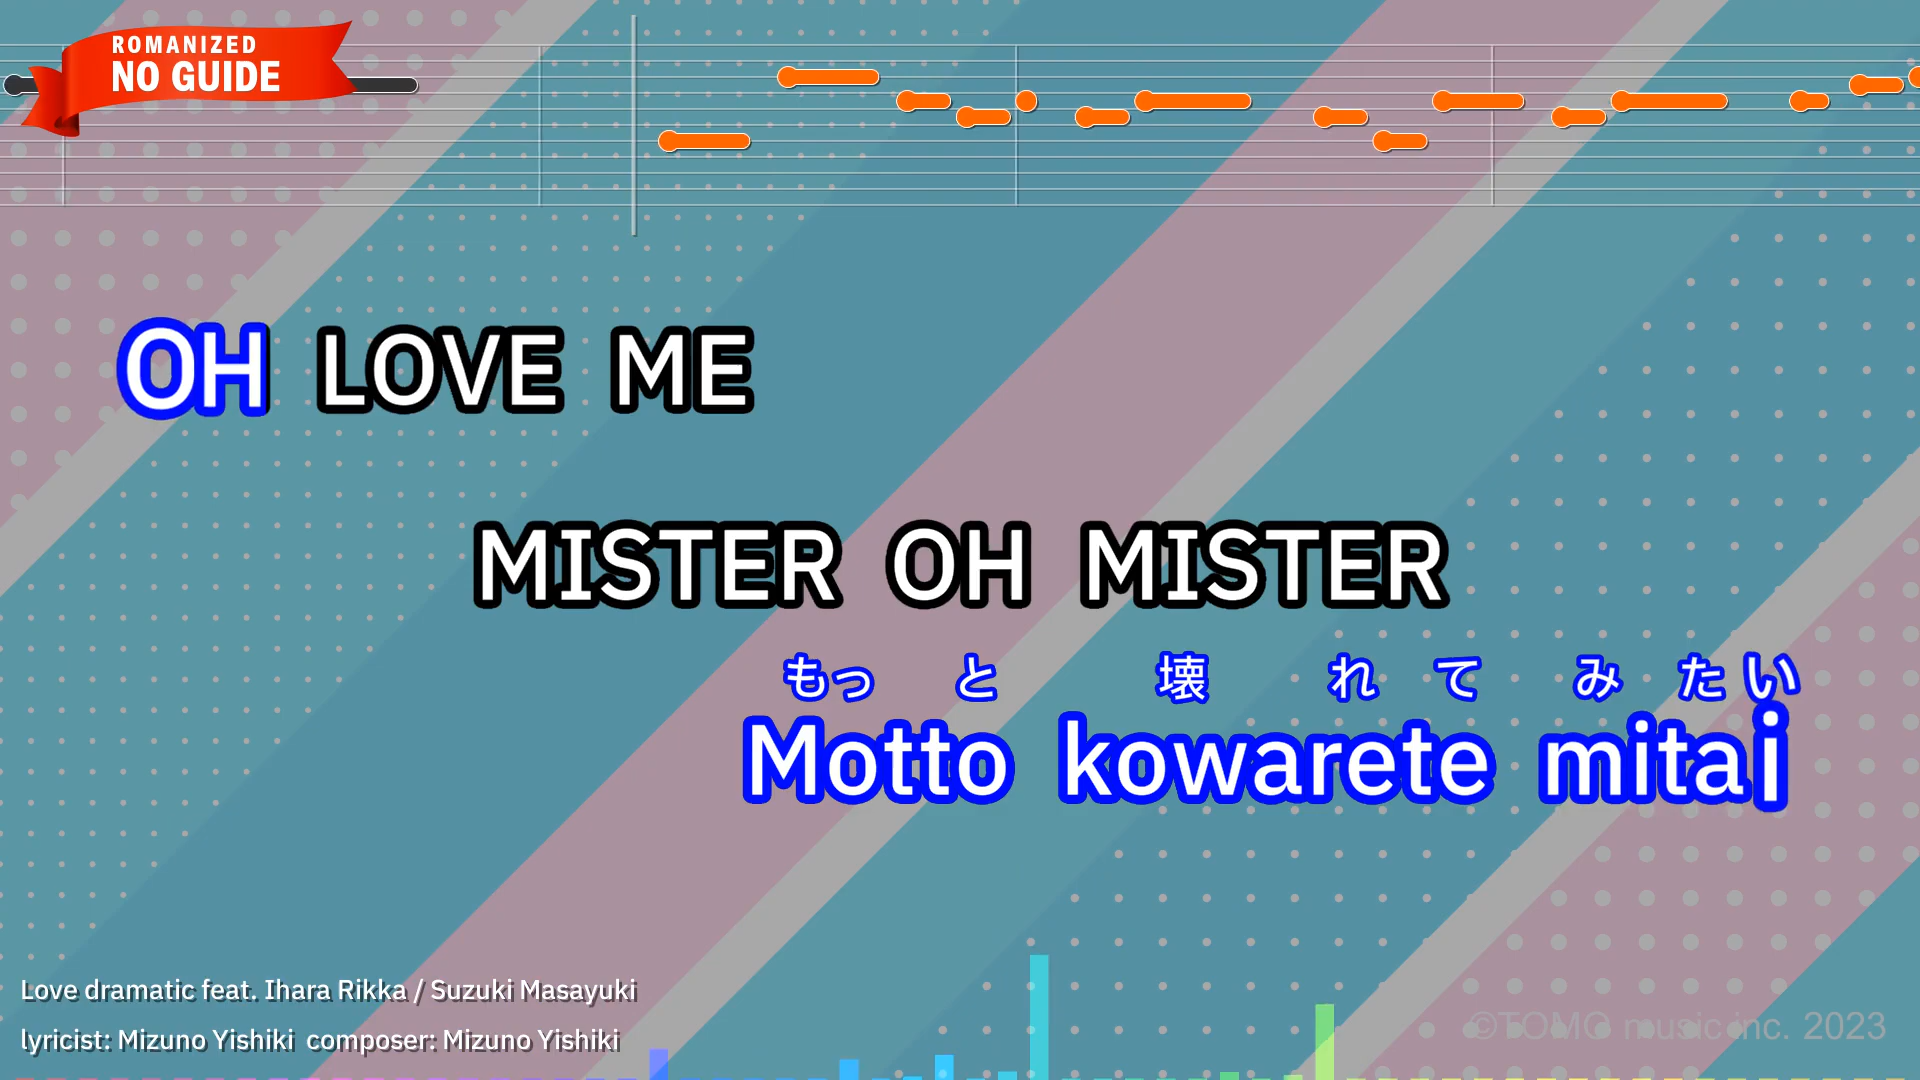 ROMANIZED
NO GUIDE
OH LOVE ME
MISTER OH MISTER
もっと 壊れて みたい
Motto kowarete mitai
Love dramatic feat. Ihara Rikka / Suzuki Masayuki
lyricist: Mizuno Yishiki composer: Mizuno Yishiki
©TOMO music inc. 2023